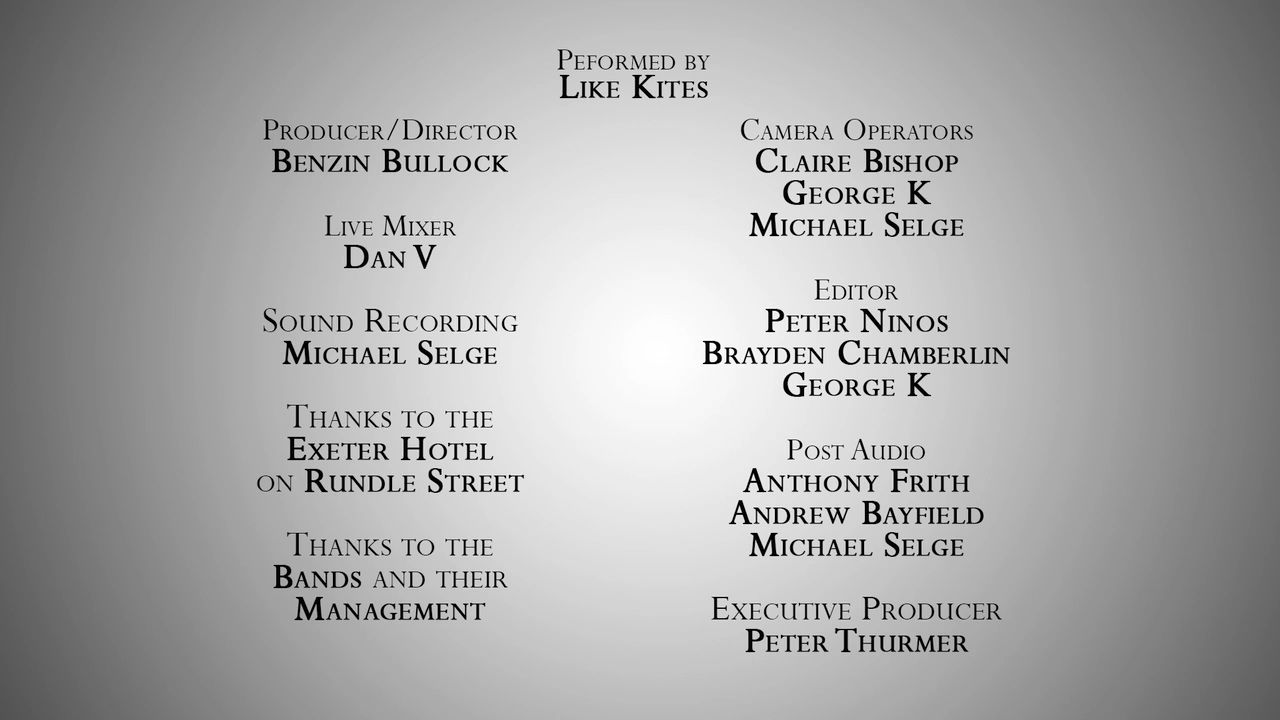 Peformed by
Like Kites
Producer/Director
Benzin Bullock
Live Mixer
Dan V
Sound Recording
Michael Selge
Thanks to the
Exeter Hotel
on Rundle Street
Thanks to the
Bands and their
Management
Camera Operators
Claire Bishop
George K
Michael Selge
Editor
Peter Ninos
Brayden Chamberlin
George K
Post Audio
Anthony Frith
Andrew Bayfield
Michael Selge
Executive Producer
Peter Thurmer